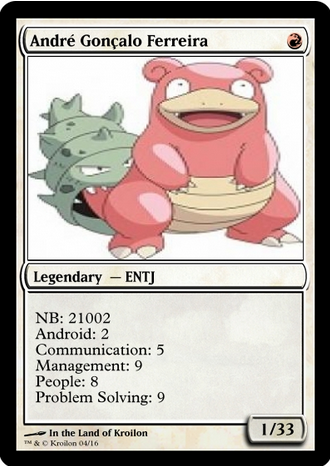 André Gonçalo Ferreira
Legendary — ENTJ
NB: 21002
Android: 2
Communication: 5
Management: 9
People: 8
Problem Solving: 9
In the Land of Kroilon
1/33
™ & © Kroilon 04/16